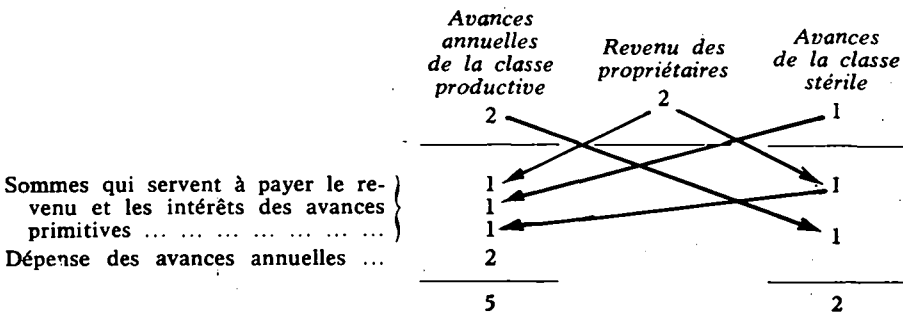 Avances
annuelles
de la classe
productive
Revenu des
propriétaires
Avances
de la classe
stérile
2
2
1
Sommes qui servent à payer le re-
venu et les intérêts des avances
primitives ... ... ... ... ... ... ...
1
1
1
1
1
Dépense des avances annuelles ...
2
5
2